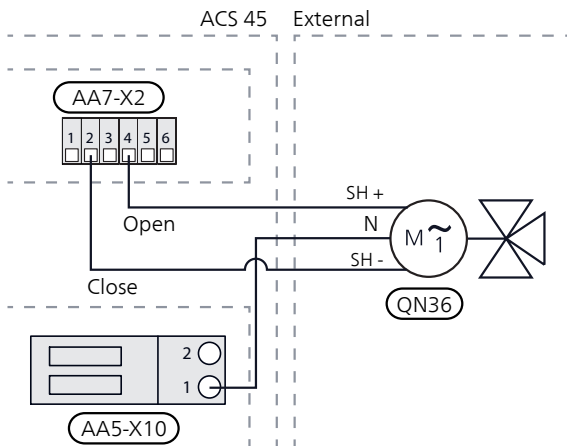 ACS 45 External
AA7-X2
1 2 3 4 5 6
SH +
Open
N
M ~ 1
SH -
Close
QN36
2
1
AA5-X10